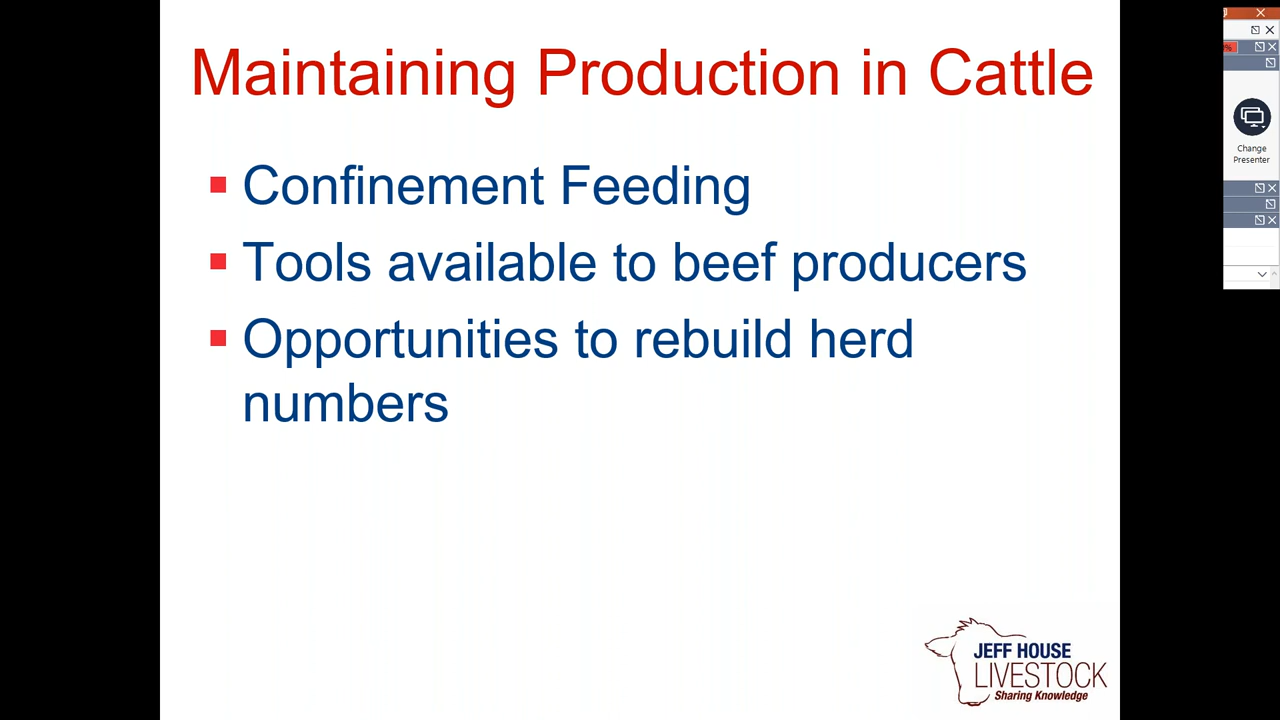 Maintaining Production in Cattle
Confinement Feeding
Tools available to beef producers
Opportunities to rebuild herd
numbers
JEFF HOUSE
LIVESTOCK
Sharing Knowledge
Change
Presenter